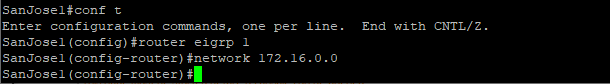 SanJose1#conf t
Enter configuration commands, one per line.  End with CNTL/Z.
SanJose1(config)#router eigrp 1
SanJose1(config-router)#network 172.16.0.0
SanJose1(config-router)#